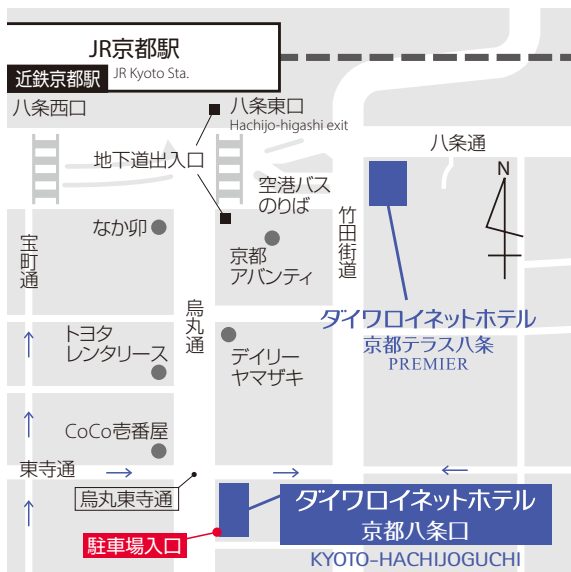 JR京都駅
近鉄京都駅
JR Kyoto Sta.
八条西口
八条東口
Hachijo-higashi exit
八条通
地下道出入口
N
空港バス
のりば
なか卯
竹田街道
宝町通
京都
アバンティ
烏丸通
ダイワロイネットホテル
京都テラス八条
PREMIER
トヨタ
レンタリース
デイリー
ヤマザキ
CoCo壱番屋
東寺通
烏丸東寺通
ダイワロイネットホテル
京都八条口
駐車場入口
KYOTO-HACHIJOGUCHI